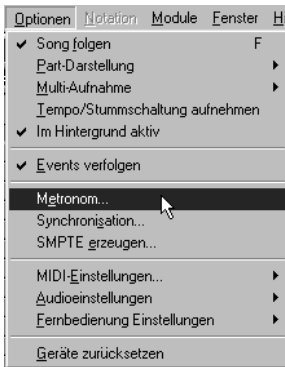 Optionen Notation Module Fenster
✔ Song folgen F
Part-Darstellung
Multi-Aufnahme
Tempo/Stummschaltung aufnehmen
✔ Im Hintergrund aktiv
✔ Events verfolgen
Metronom...
Synchronisation...
SMPTE erzeugen...
MIDI-Einstellungen...
Audioeinstellungen
Fernbedienung Einstellungen
Geräte zurücksetzen